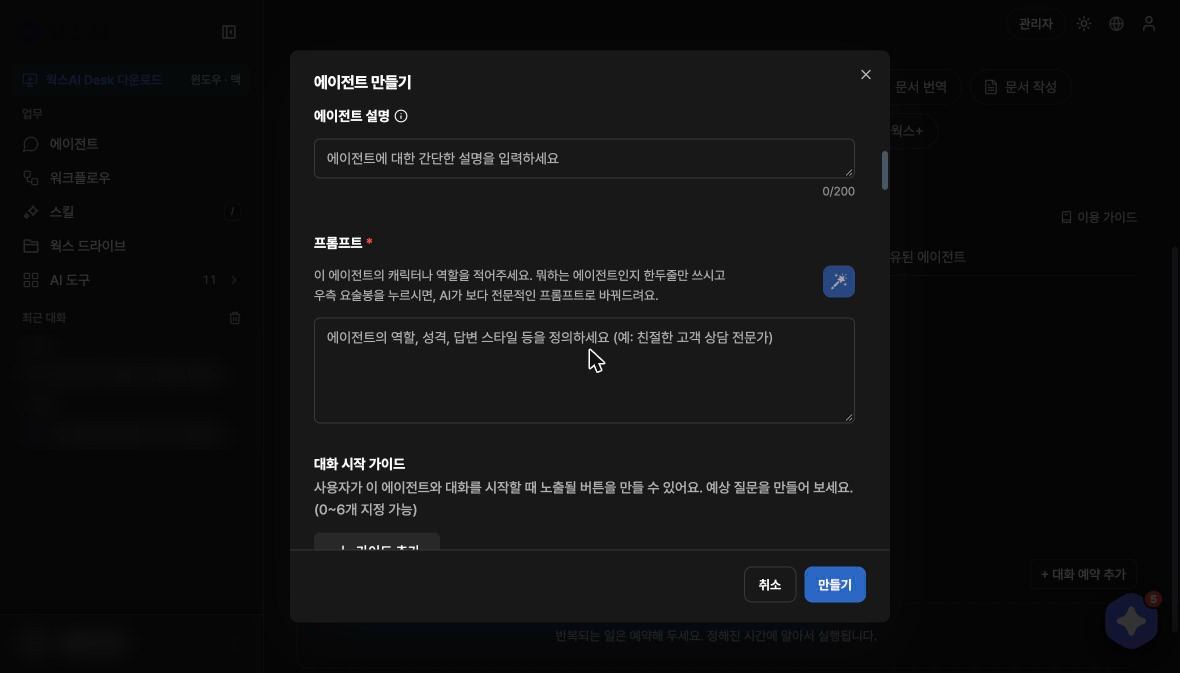 관리자
웍스AI Desk 다운로드
윈도우 · 맥
업무
에이전트
워크플로우
스킬
/
웍스 드라이브
AI 도구
11
최근 대화
문서 번역
문서 작성
웍스+
이용 가이드
유된 에이전트
에이전트 만들기
에이전트 설명
에이전트에 대한 간단한 설명을 입력하세요
0/200
프롬프트 *
이 에이전트의 캐릭터나 역할을 적어주세요. 뭐하는 에이전트인지 한두줄만 쓰시고
우측 요술봉을 누르시면, AI가 보다 전문적인 프롬프트로 바꿔드려요.
에이전트의 역할, 성격, 답변 스타일 등을 정의하세요 (예: 친절한 고객 상담 전문가)
대화 시작 가이드
사용자가 이 에이전트와 대화를 시작할 때 노출될 버튼을 만들 수 있어요. 예상 질문을 만들어 보세요.
(0~6개 지정 가능)
가이드 추가
취소
만들기
+ 대화 예약 추가
5
반복되는 일은 예약해 두세요. 정해진 시간에 알아서 실행됩니다.